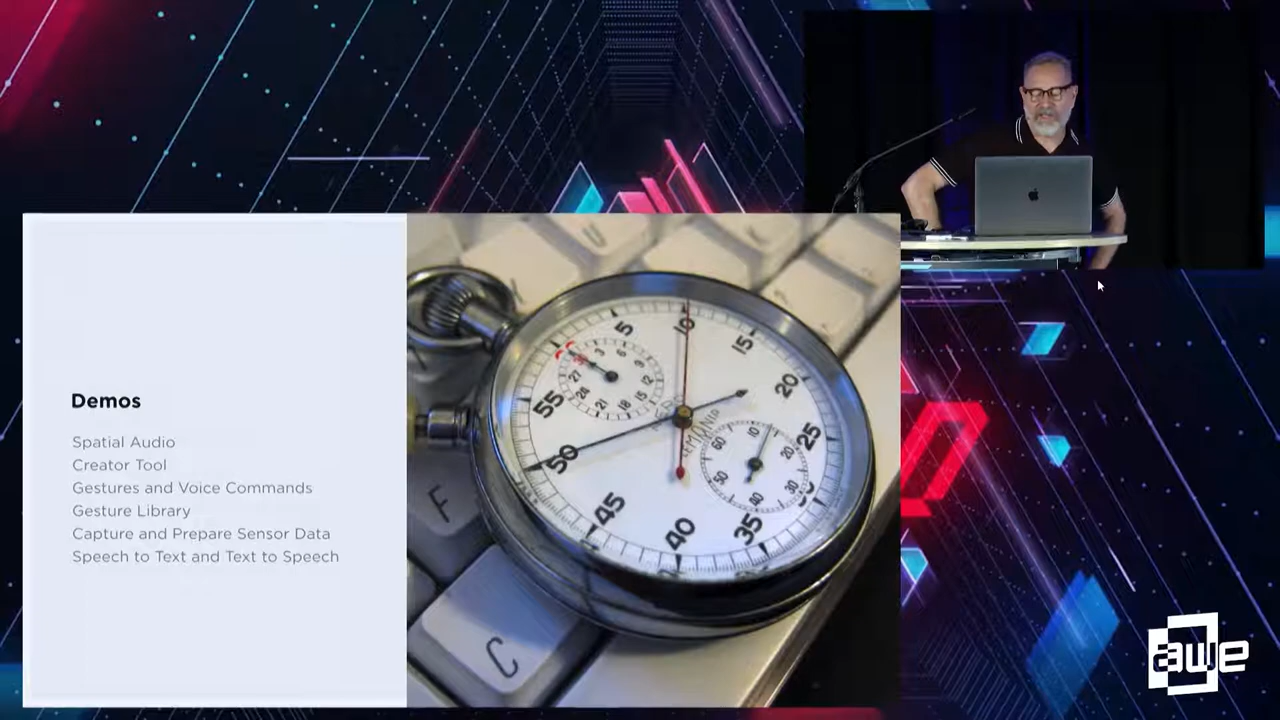 Demos
Spatial Audio
Creator Tool
Gestures and Voice Commands
Gesture Library
Capture and Prepare Sensor Data
Speech to Text and Text to Speech
5
10
15
20
25
35
40
45
50
55
F
C
U
awe